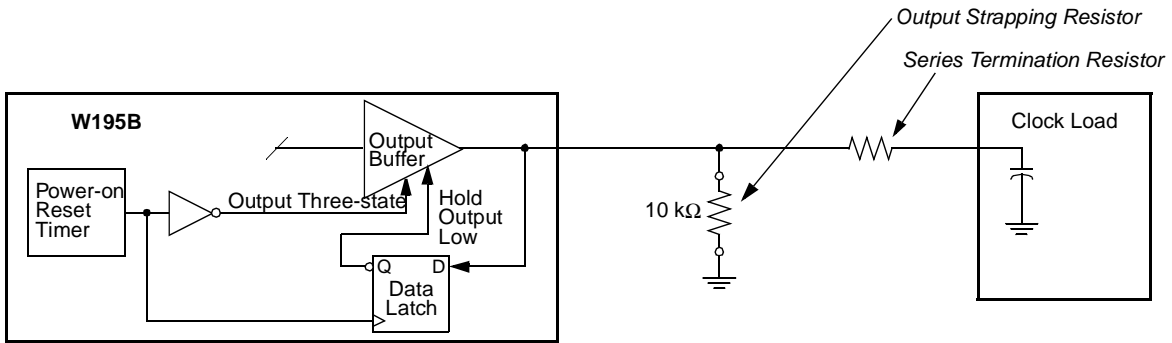 Output Strapping Resistor
Series Termination Resistor
W195B
Clock Load
Output
Buffer
Power-on
Reset
Timer
Output Three-state
Hold
Output
Low
10 kΩ
Q
D
Data
Latch